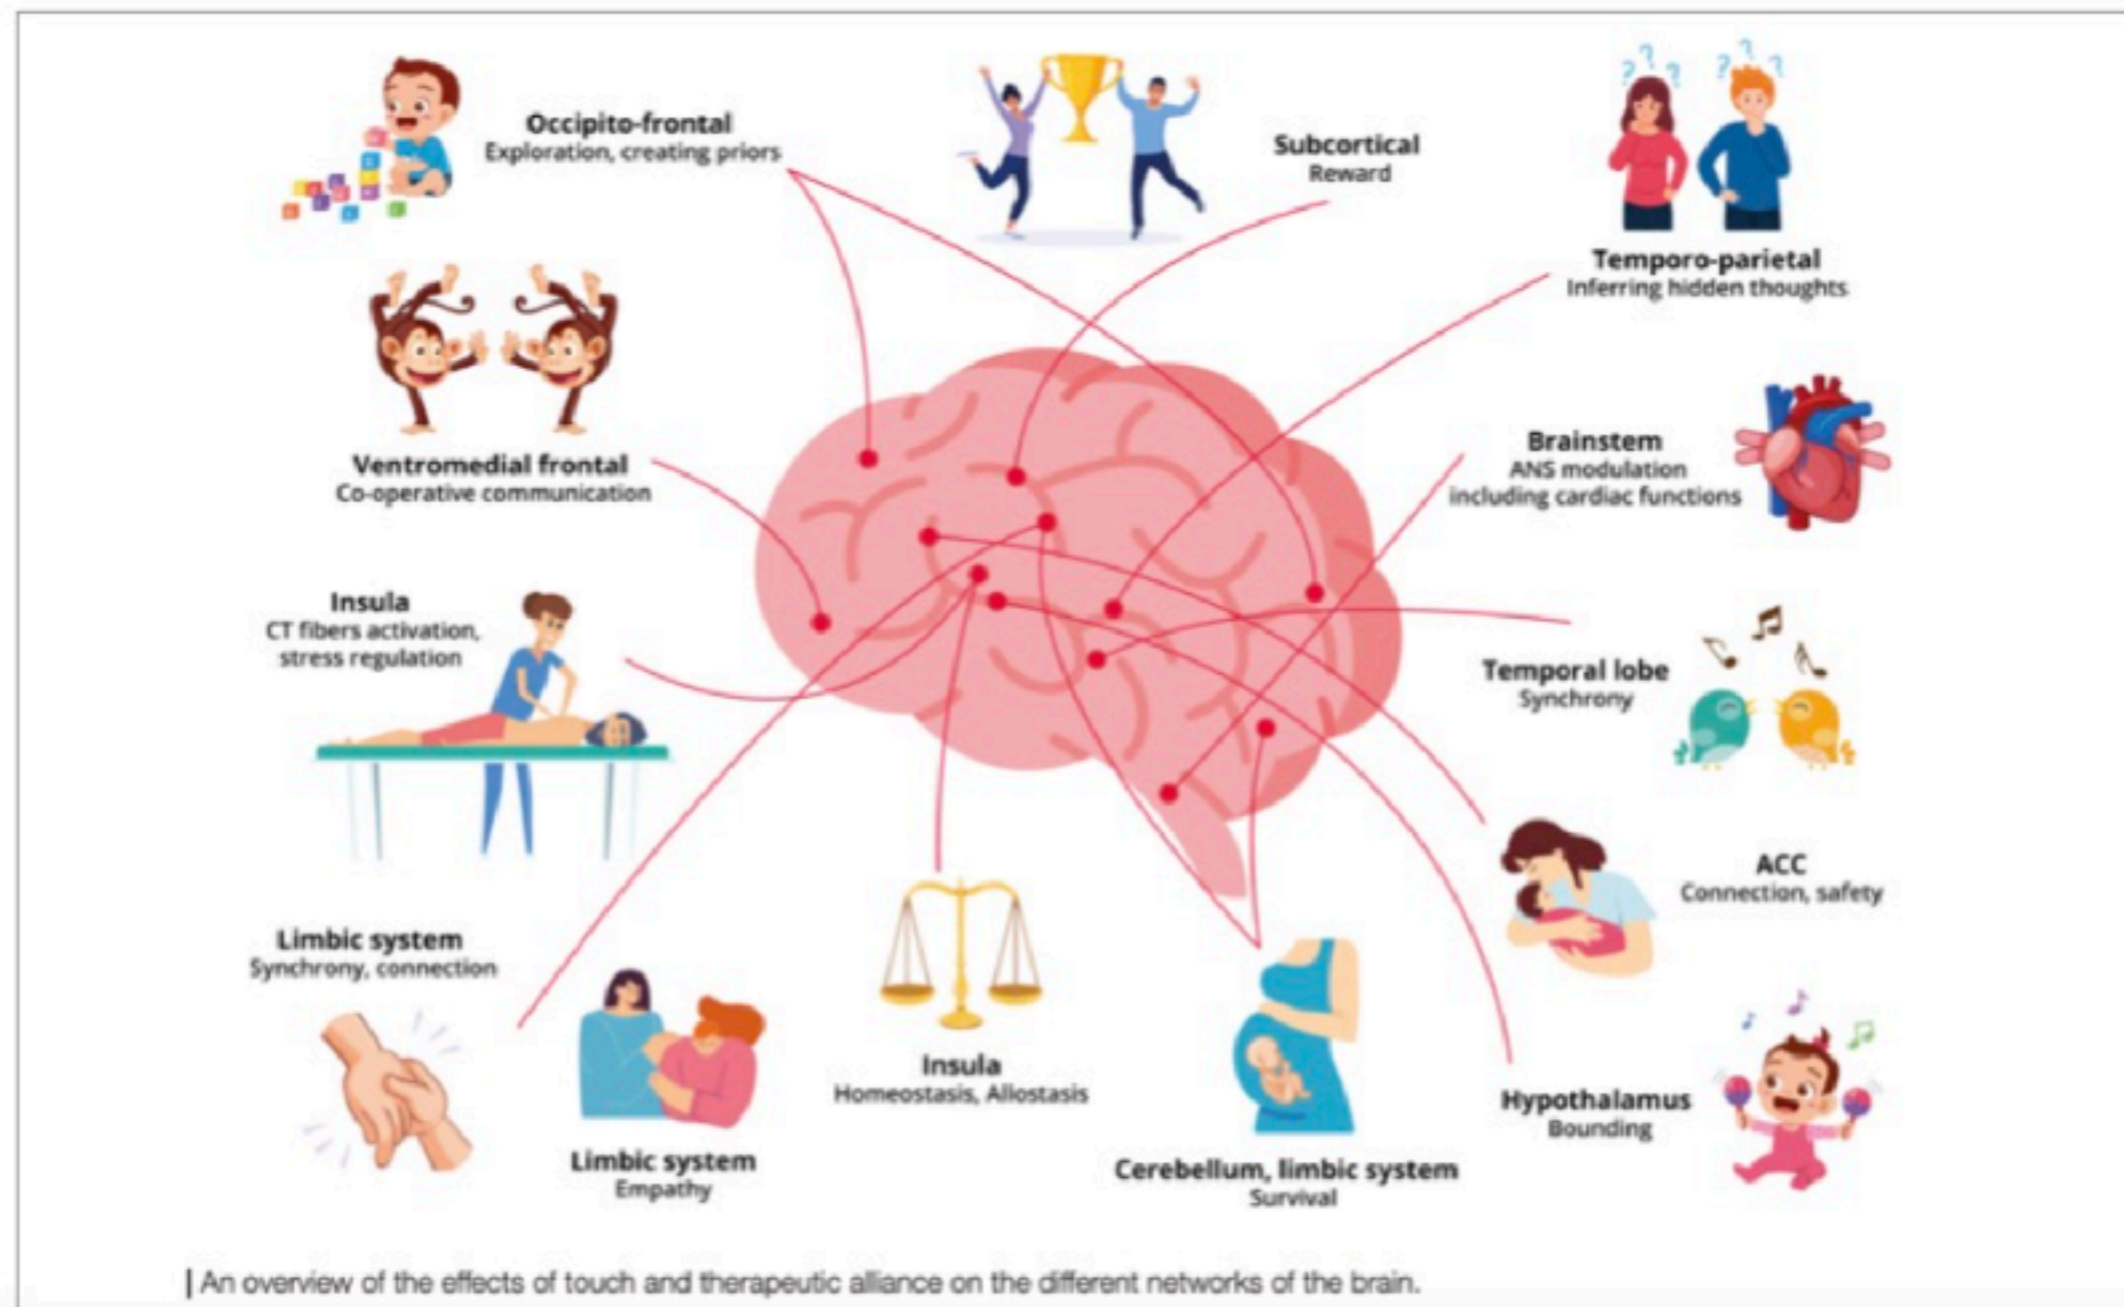 Occipito-frontal
Exploration, creating priors
Subcortical
Reward
Temporo-parietal
Inferring hidden thoughts
Ventromedial frontal
Co-operative communication
Brainstem
ANS modulation
including cardiac functions
Insula
CT fibers activation,
stress regulation
Temporal lobe
Synchrony
ACC
Connection, safety
Limbic system
Synchrony, connection
Insula
Homeostasis, Allostasis
Hypothalamus
Bounding
Limbic system
Empathy
Cerebellum, limbic system
Survival
| An overview of the effects of touch and therapeutic alliance on the different networks of the brain.